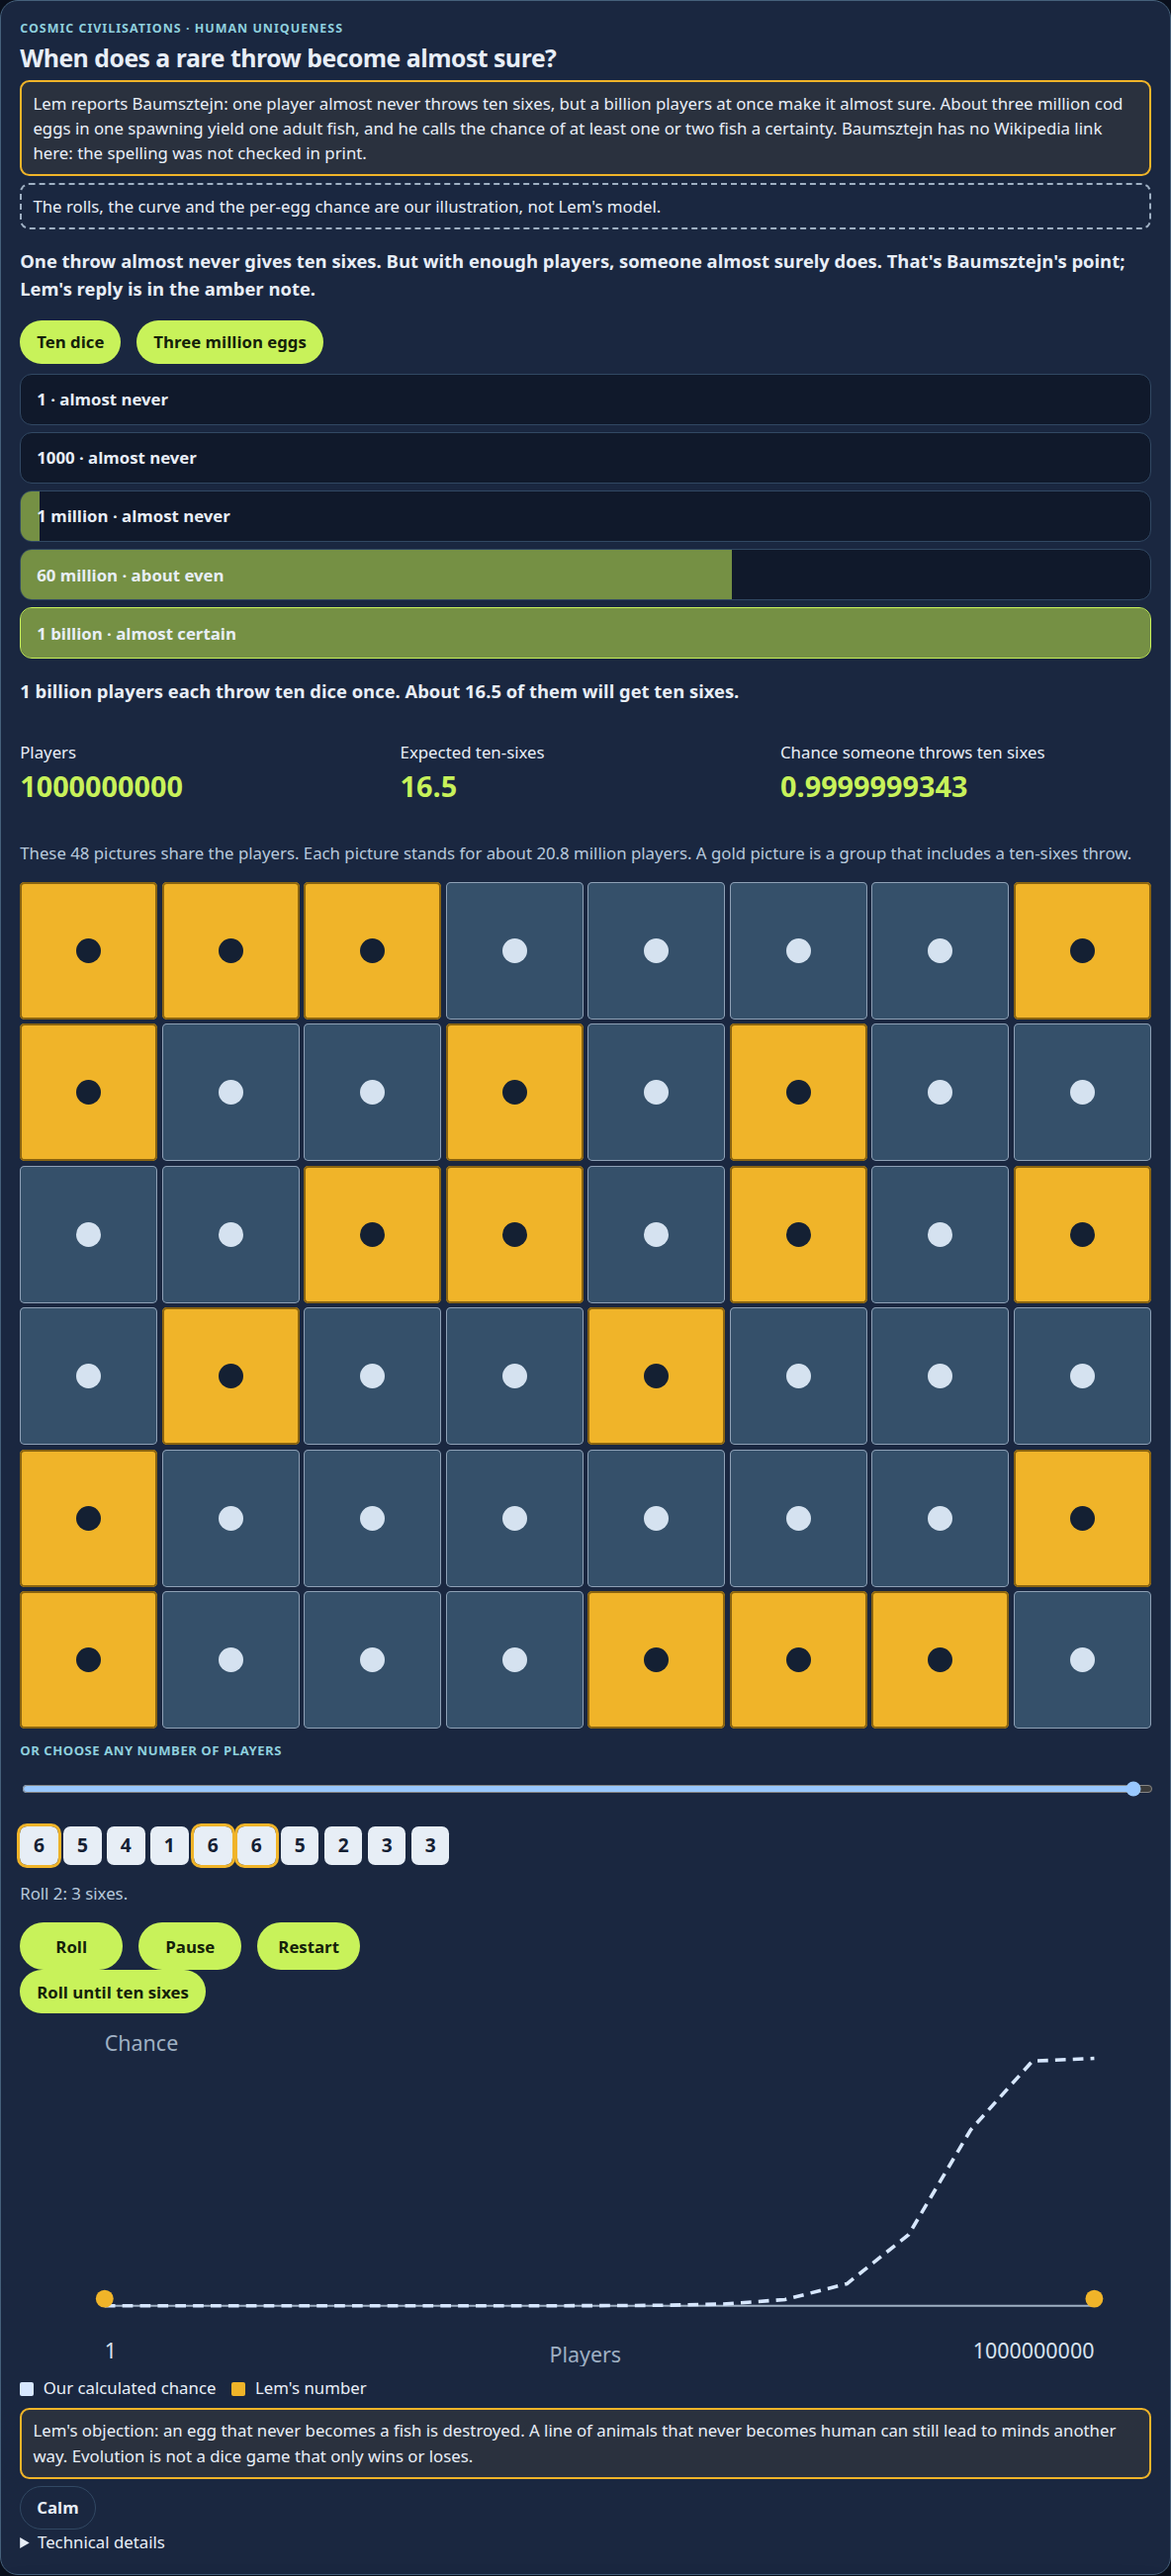 COSMIC CIVILISATIONS · HUMAN UNIQUENESS
When does a rare throw become almost sure?
Lem reports Baumsztejn: one player almost never throws ten sixes, but a billion players at once make it almost sure. About three million cod
eggs in one spawning yield one adult fish, and he calls the chance of at least one or two fish a certainty. Baumsztejn has no Wikipedia link
here: the spelling was not checked in print.
The rolls, the curve and the per-egg chance are our illustration, not Lem's model.
One throw almost never gives ten sixes. But with enough players, someone almost surely does. That's Baumsztejn's point;
Lem's reply is in the amber note.
Ten dice Three million eggs
1 · almost never
1000 · almost never
1 million · almost never
60 million · about even
1 billion · almost certain
1 billion players each throw ten dice once. About 16.5 of them will get ten sixes.
Players Expected ten-sixes Chance someone throws ten sixes
1000000000 16.5 0.9999999343
These 48 pictures share the players. Each picture stands for about 20.8 million players. A gold picture is a group that includes a ten-sixes throw.
OR CHOOSE ANY NUMBER OF PLAYERS
6 5 4 1 6 6 5 2 3 3
Roll 2: 3 sixes.
Roll Pause Restart
Roll until ten sixes
Chance
1 Players 1000000000
Our calculated chance Lem's number
Lem's objection: an egg that never becomes a fish is destroyed. A line of animals that never becomes human can still lead to minds another
way. Evolution is not a dice game that only wins or loses.
Calm
Technical details